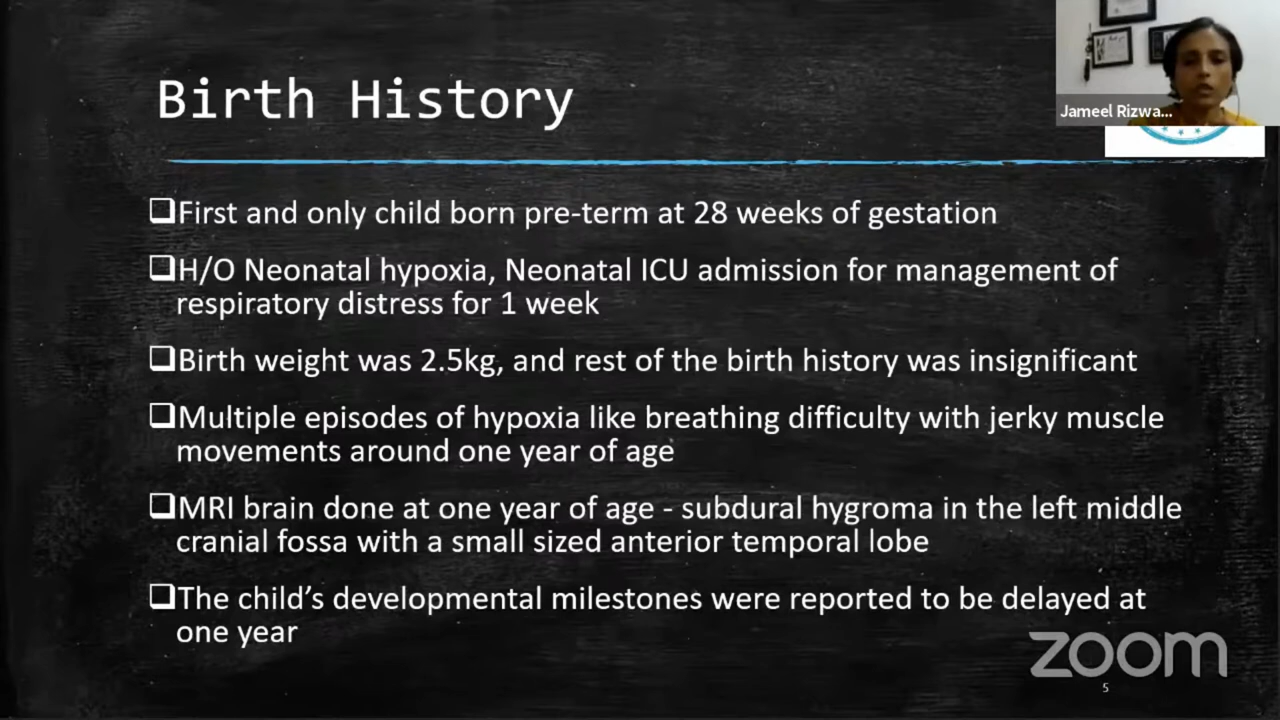 Birth History
Jameel Rizwa...
❑First and only child born pre-term at 28 weeks of gestation
❑H/O Neonatal hypoxia, Neonatal ICU admission for management of
respiratory distress for 1 week
❑Birth weight was 2.5kg, and rest of the birth history was insignificant
❑Multiple episodes of hypoxia like breathing difficulty with jerky muscle
movements around one year of age
❑MRI brain done at one year of age - subdural hygroma in the left middle
cranial fossa with a small sized anterior temporal lobe
❑The child’s developmental milestones were reported to be delayed at
one year
zoom
5